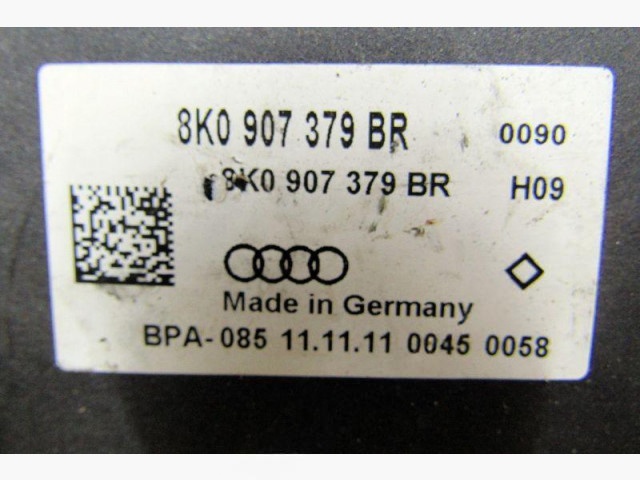 8K0 907 379 BR 0090
8K0 907 379 BR H09
Made in Germany
BPA-085 11.11.11 0045 0058